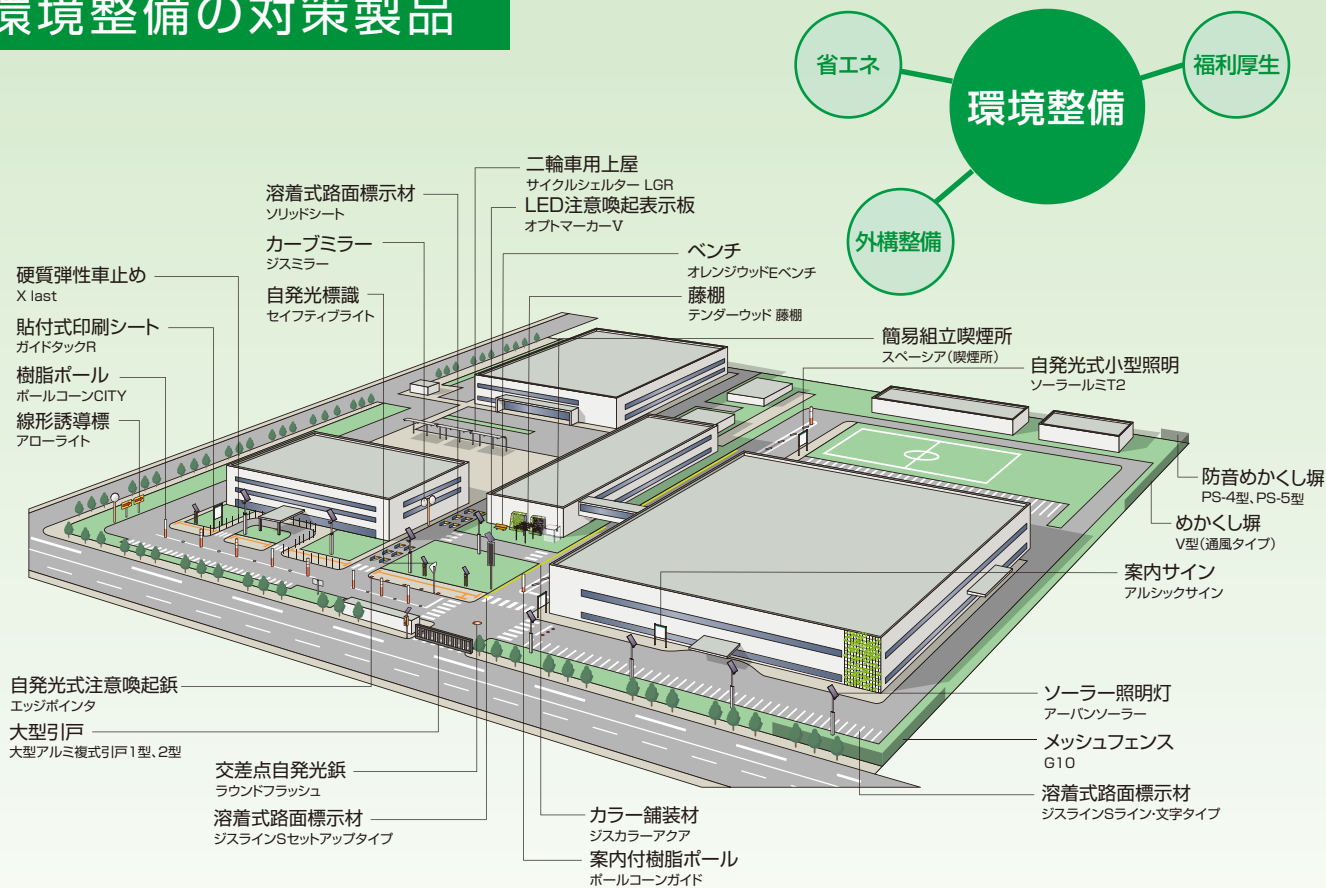 環境整備の対策製品
省エネ
環境整備
福利厚生
外構整備
二輪車用上屋
サイクルシェルター LGR
溶着式路面標示材
ソリッドシート
LED注意喚起表示板
オプトマーカーV
カーブミラー
ジスミラー
ベンチ
オレンジウッドEベンチ
硬質弾性車止め
X last
自発光標識
セイフティブライト
藤棚
テンダーウッド 藤棚
貼付式印刷シート
ガイドタックR
簡易組立喫煙所
スペーシア(喫煙所)
自発光式小型照明
ソーラールミT2
樹脂ポール
ポールコーンCITY
線形誘導標
アローライト
防音めかくし塀
PS-4型、PS-5型
めかくし塀
V型(通風タイプ)
案内サイン
アルシックサイン
自発光式注意喚起鋲
エッジポインタ
ソーラー照明灯
アーバンソーラー
大型引戸
大型アルミ複式引戸1型、2型
メッシュフェンス
G10
交差点自発光鋲
ラウンドフラッシュ
溶着式路面標示材
ジスラインSライン・文字タイプ
溶着式路面標示材
ジスラインSセットアップタイプ
カラー舗装材
ジスカラーアクア
案内付樹脂ポール
ポールコーンガイド